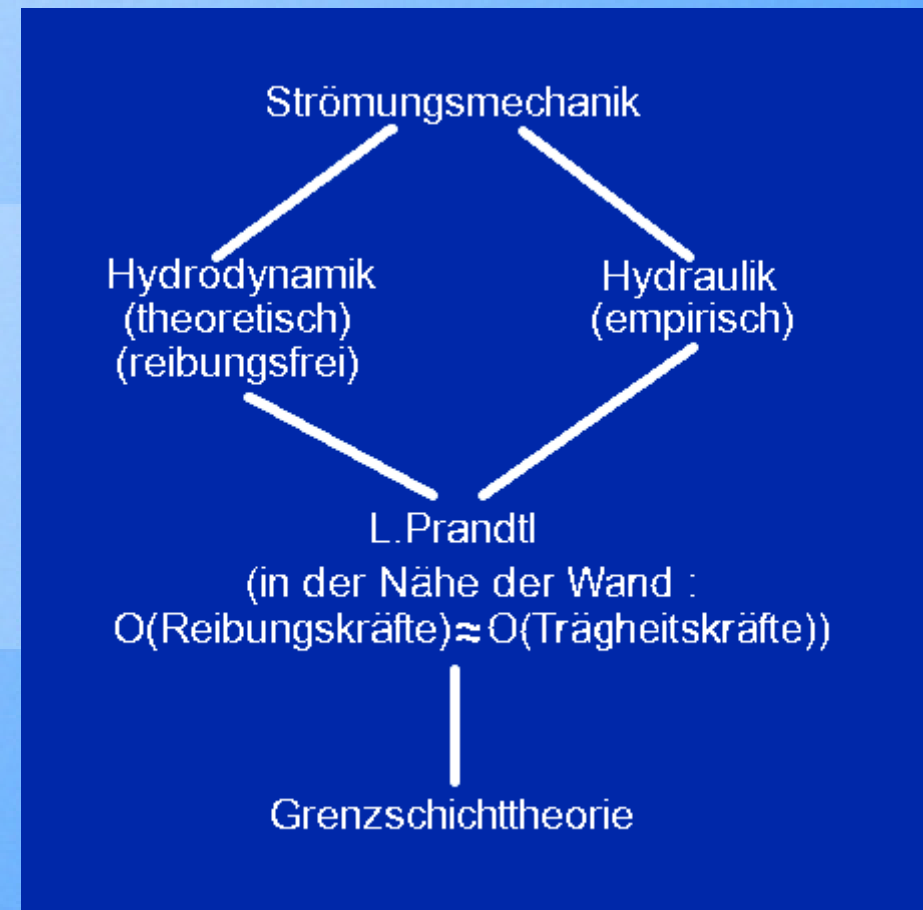 Strömungsmechanik
Hydrodynamik
(theoretisch)
(reibungsfrei)
Hydraulik
(empirisch)
L.Prandtl
(in der Nähe der Wand :
O(Reibungskräfte)≈O(Trägheitskräfte))
Grenzschichttheorie